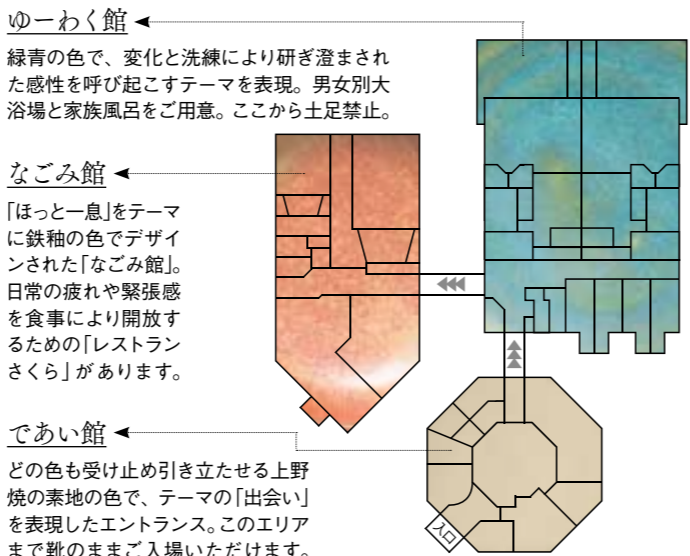 ゆーわく館
緑青の色で、変化と洗練により研ぎ澄まされ
た感性を呼び起こすテーマを表現。男女別大
浴場と家族風呂をご用意。ここから土足禁止。
なごみ館
「ほっと一息」をテーマ
に鉄釉の色でデザイ
ンされた「なごみ館」。
日常の疲れや緊張感
を食事により開放す
るための「レストラン
さくら」があります。
であい館
どの色も受け止め引き立たせる上野
焼の素地の色で、テーマの「出会い」
を表現したエントランス。このエリア
まで靴のままご入場いただけます。
入口